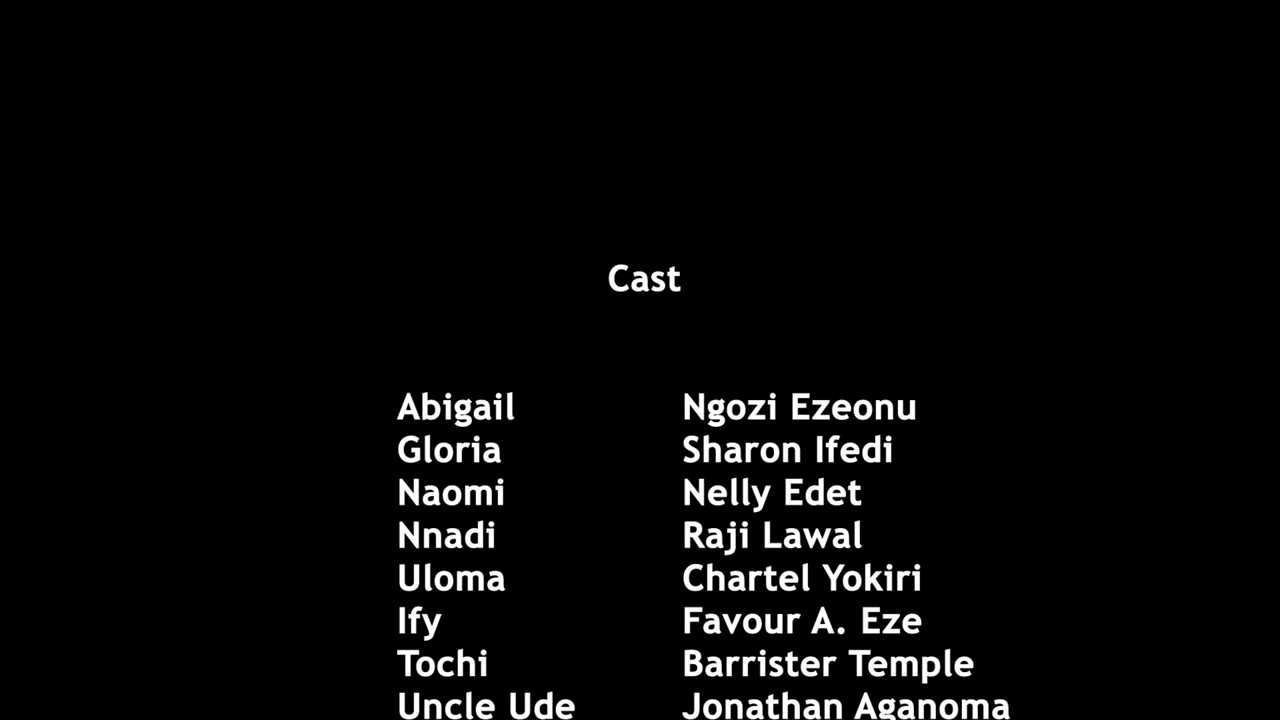 Cast
Abigail Ngozi Ezeonu
Gloria Sharon Ifedi
Naomi Nelly Edet
Nnadi Raji Lawal
Uloma Chartel Yokiri
Ify Favour A. Eze
Tochi Barrister Temple
Uncle Ude Jonathan Aganoma